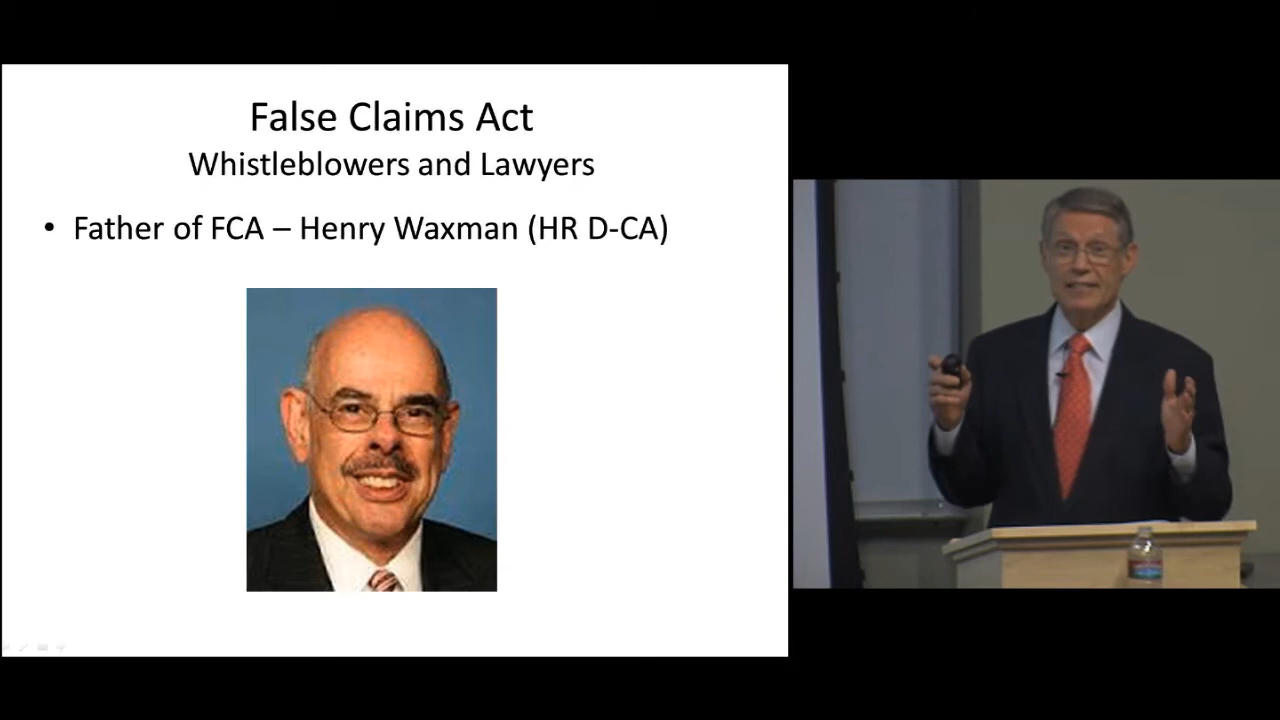 False Claims Act
Whistleblowers and Lawyers
• Father of FCA – Henry Waxman (HR D-CA)